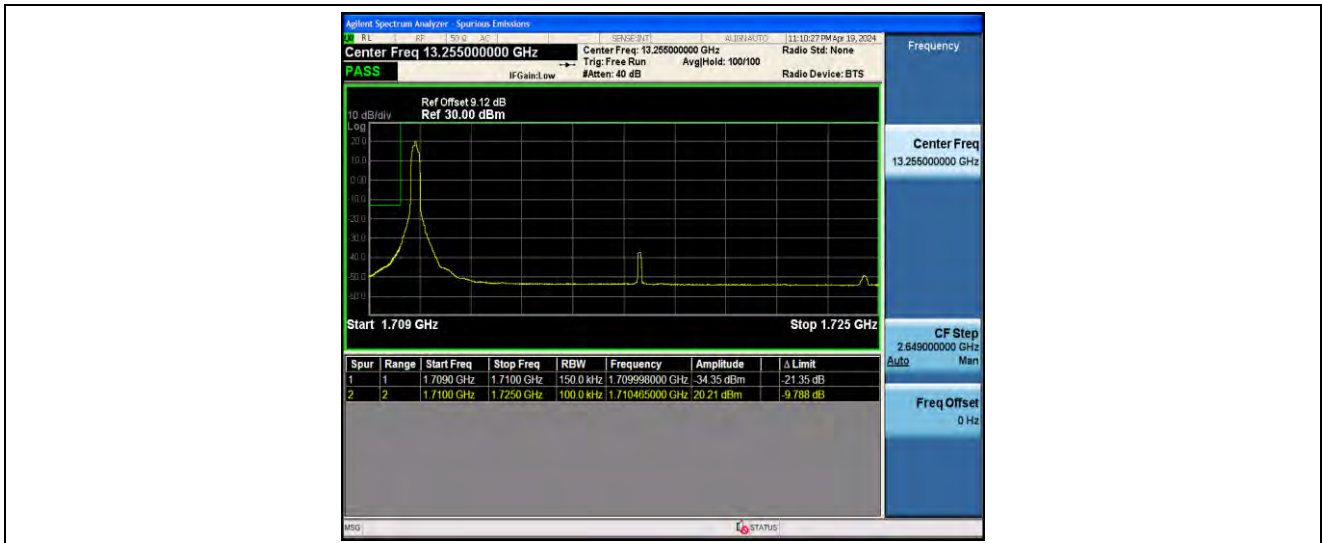 Agilent Spectrum Analyzer - Spurious Emissions
RL RF 50 Ω AC SENSE:INT ALIGN AUTO 11:10:27 PM Apr 19, 2024
Center Freq 13.255000000 GHz
Center Freq: 13.255000000 GHz
Radio Std: None
Trig: Free Run Avg|Hold: 100/100
PASS
IFGain:Low
#Atten: 40 dB
Radio Device: BTS
Frequency
Ref Offset 9.12 dB
10 dB/div Ref 30.00 dBm
Log
20.0
10.0
0.00
-10.0
-20.0
-30.0
-40.0
-50.0
-60.0
Start 1.709 GHz Stop 1.725 GHz
Spur Range Start Freq Stop Freq RBW Frequency Amplitude Δ Limit
1 1 1.7090 GHz 1.7100 GHz 150.0 kHz 1.709998000 GHz -34.35 dBm -21.35 dB
2 2 1.7100 GHz 1.7250 GHz 100.0 kHz 1.710465000 GHz 20.21 dBm -9.788 dB
Center Freq
13.255000000 GHz
CF Step
2.649000000 GHz
Auto Man
Freq Offset
0 Hz
MSG STATUS